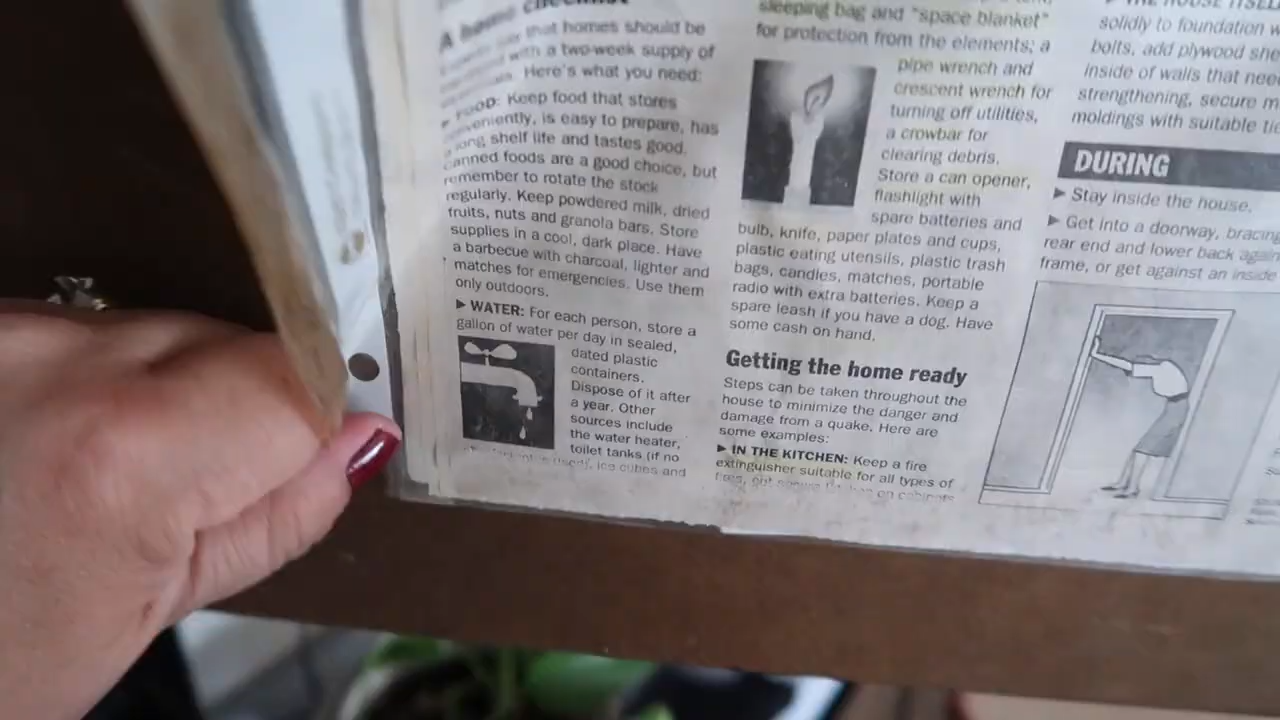 A home checklist
that homes should be
with a two-week supply of
Here's what you need:
FOOD: Keep food that stores
conveniently, is easy to prepare, has
a long shelf life and tastes good.
Canned foods are a good choice, but
remember to rotate the stock
regularly. Keep powdered milk, dried
fruits, nuts and granola bars. Store
supplies in a cool, dark place. Have
a barbecue with charcoal, lighter and
matches for emergencies. Use them
only outdoors.
▶ WATER: For each person, store a
gallon of water per day in sealed,
dated plastic
containers.
Dispose of it after
a year. Other
sources include
the water heater,
toilet tanks (if no
ice cubes and
sleeping bag and "space blanket"
for protection from the elements; a
pipe wrench and
crescent wrench for
turning off utilities,
a crowbar for
clearing debris.
Store a can opener,
flashlight with
spare batteries and
bulb, knife, paper plates and cups,
plastic eating utensils, plastic trash
bags, candles, matches, portable
radio with extra batteries. Keep a
spare leash if you have a dog. Have
some cash on hand.
Getting the home ready
Steps can be taken throughout the
house to minimize the danger and
damage from a quake. Here are
some examples:
▶ IN THE KITCHEN: Keep a fire
extinguisher suitable for all types of
on cabinets
▶ THE HOUSE ITSELF
solidly to foundation w
bolts, add plywood she
inside of walls that nee
strengthening, secure m
moldings with suitable tie
DURING
▶ Stay inside the house.
▶ Get into a doorway, bracing
rear end and lower back again
frame, or get against an inside